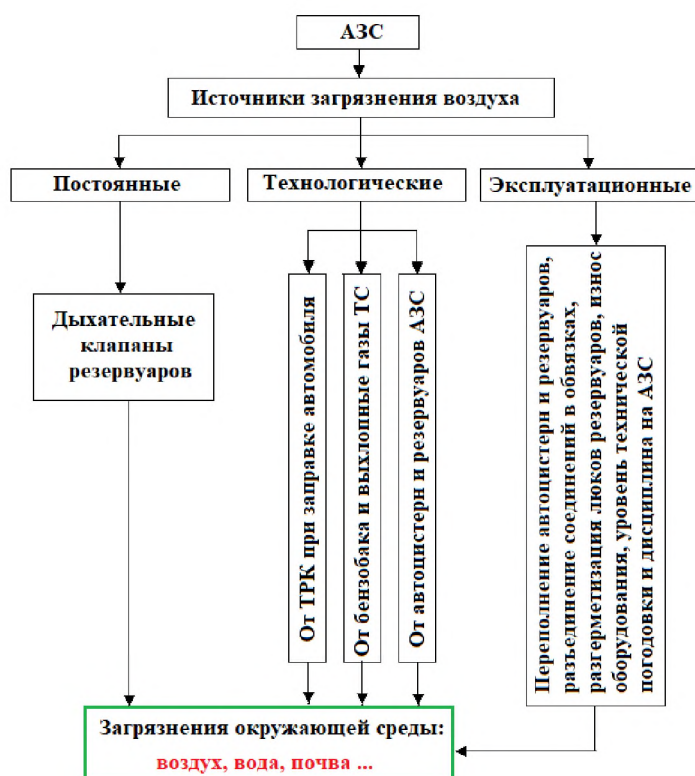 АЗС
Источники загрязнения воздуха
Постоянные
Технологические
Эксплуатационные
Дыхательные
клапаны
резервуаров
От ТРК при заправке автомобиля
От бензобака и выхлопные газы ТС
От автоцистерн и резервуаров АЗС
Переполнение автоцистерн и резервуаров,
разъединение соединений в обвязках,
разгерметизация люков резервуаров, износ
оборудования, уровень технической
погодовки и дисциплина на АЗС
Загрязнения окружающей среды:
воздух, вода, почва ...